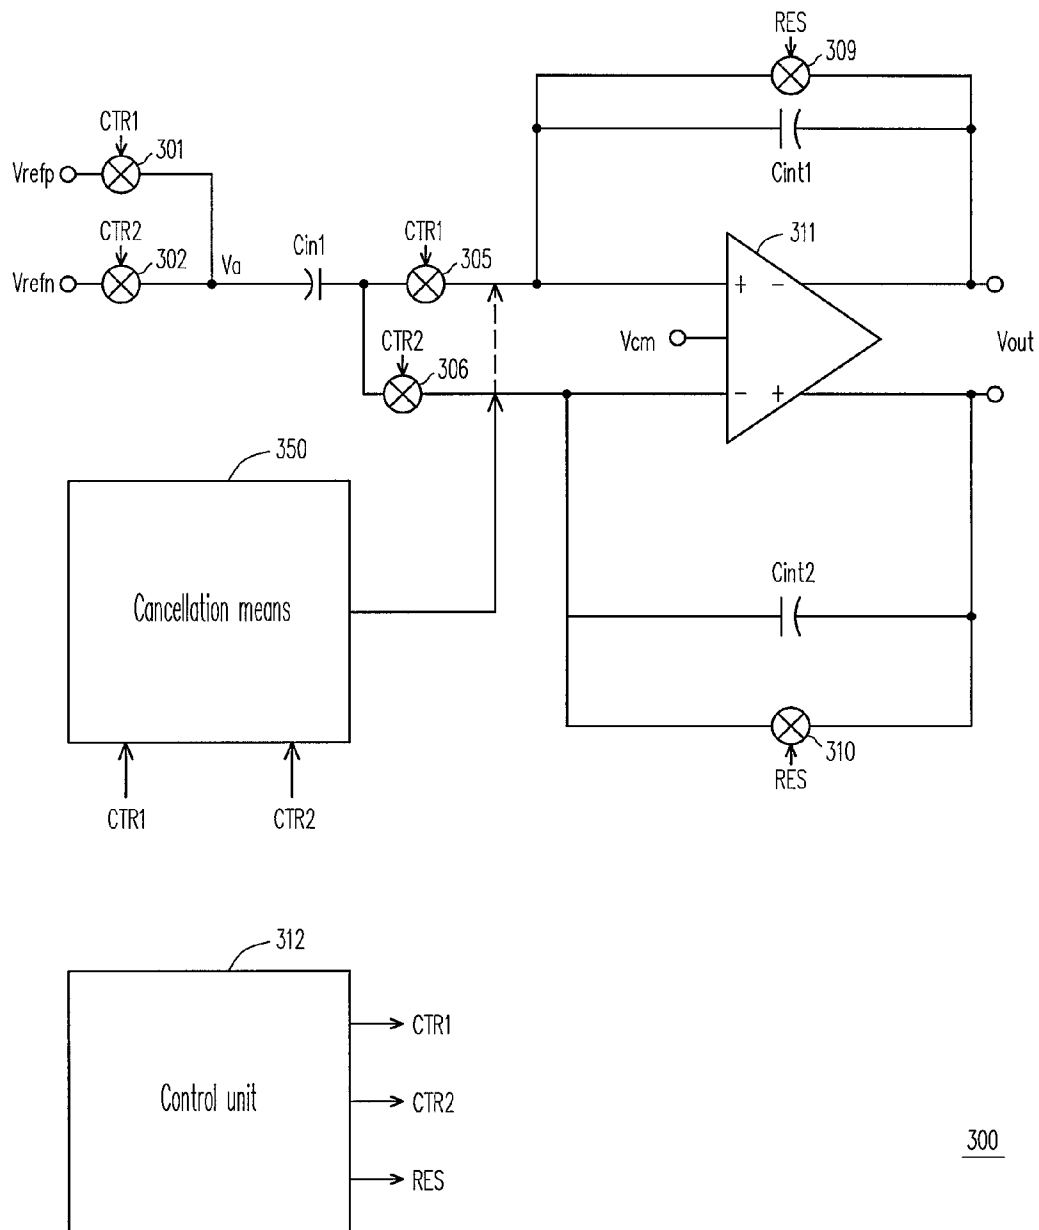 RES
309
CTR1
301
Vrefp
Cint1
CTR2
302
Vrefn
Va
Cin1
CTR1
305
311
+ -
Vcm
Vout
CTR2
306
- +
350
Cancellation means
Cint2
310
RES
CTR1
CTR2
312
Control unit
CTR1
CTR2
RES
300